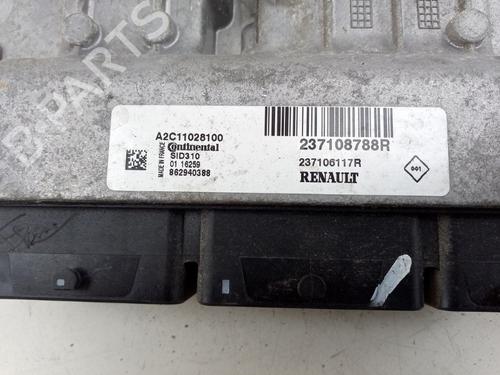 A2C11028100
Continental
SID310
01 16259
862940388
MADE IN FRANCE
237108788R
237106117R
RENAULT
001
B-PARTS